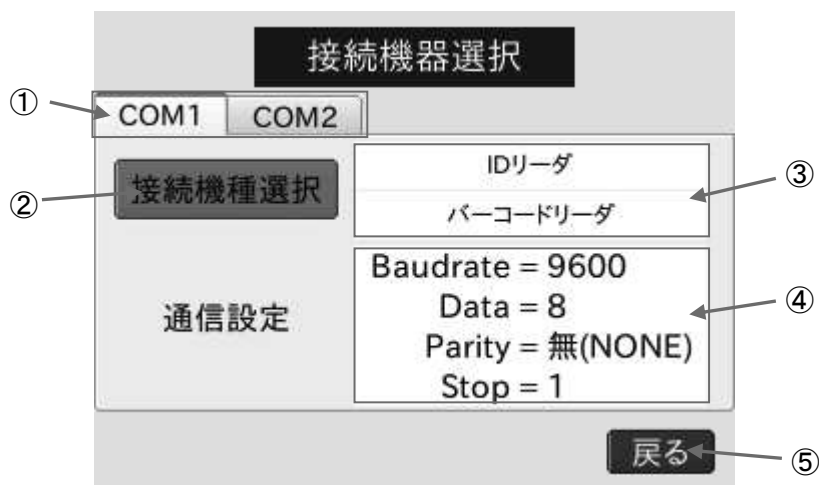 接続機器選択
① COM1 COM2
② 接続機種選択 IDリーダ ③
バーコードリーダ
通信設定 Baudrate = 9600 ④
Data = 8
Parity = 無(NONE)
Stop = 1
戻る ⑤